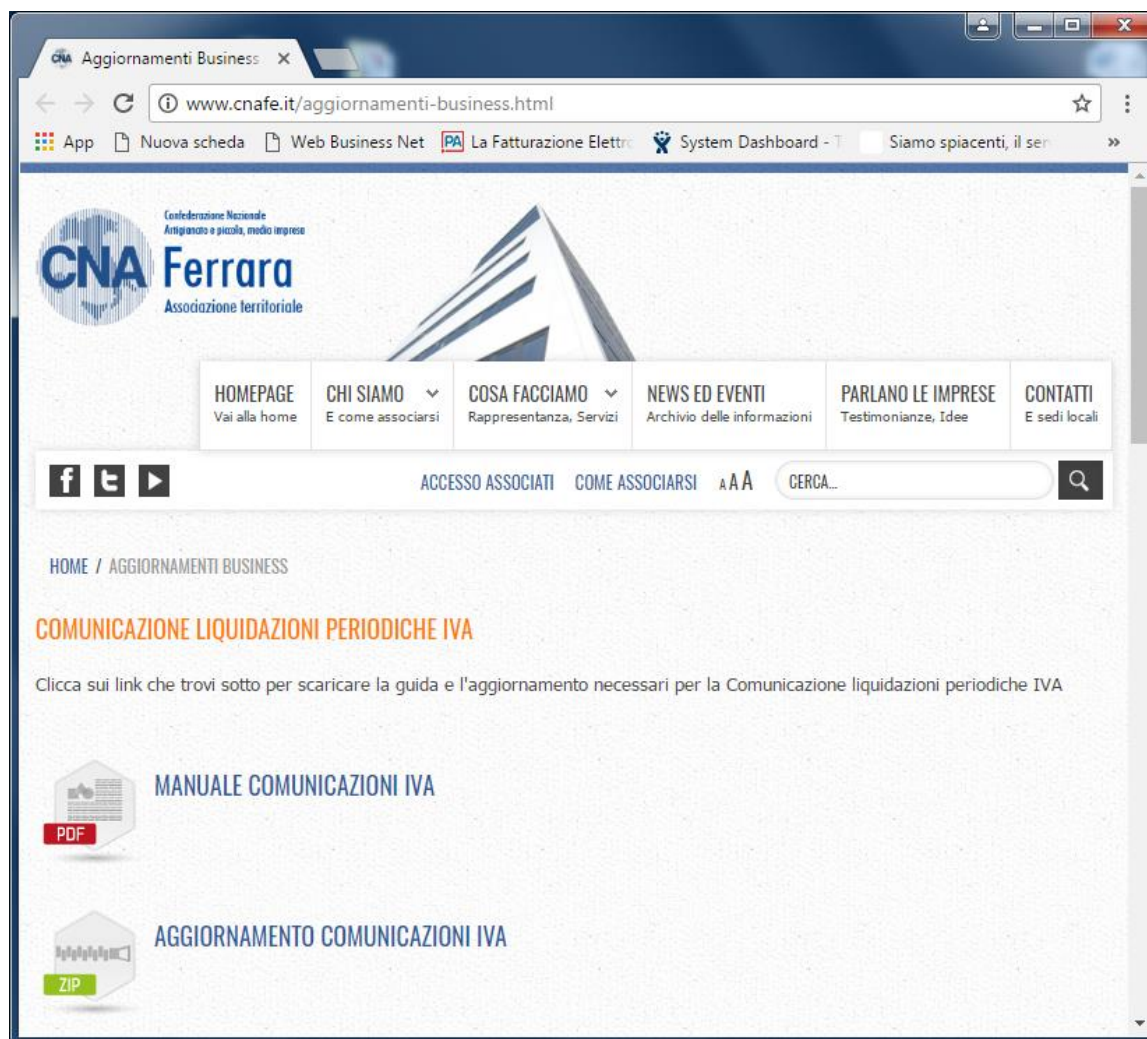 Aggiornamenti Business
www.cnafe.it/aggiornamenti-business.html
App Nuova scheda Web Business Net PA La Fatturazione Elettro System Dashboard - T Siamo spiacenti, il ser »
Confederazione Nazionale
Artigianato e piccola, media impresa
CNA Ferrara
Associazione territoriale
HOMEPAGE CHI SIAMO COSA FACCIAMO NEWS ED EVENTI PARLANO LE IMPRESE CONTATTI
Vai alla home E come associarsi Rappresentanza, Servizi Archivio delle informazioni Testimonianze, Idee E sedi locali
f t ACCESSO ASSOCIATI COME ASSOCIARSI A A A CERCA...
HOME / AGGIORNAMENTI BUSINESS
COMUNICAZIONE LIQUIDAZIONI PERIODICHE IVA
Clicca sui link che trovi sotto per scaricare la guida e l'aggiornamento necessari per la Comunicazione liquidazioni periodiche IVA
MANUALE COMUNICAZIONI IVA
PDF
AGGIORNAMENTO COMUNICAZIONI IVA
ZIP